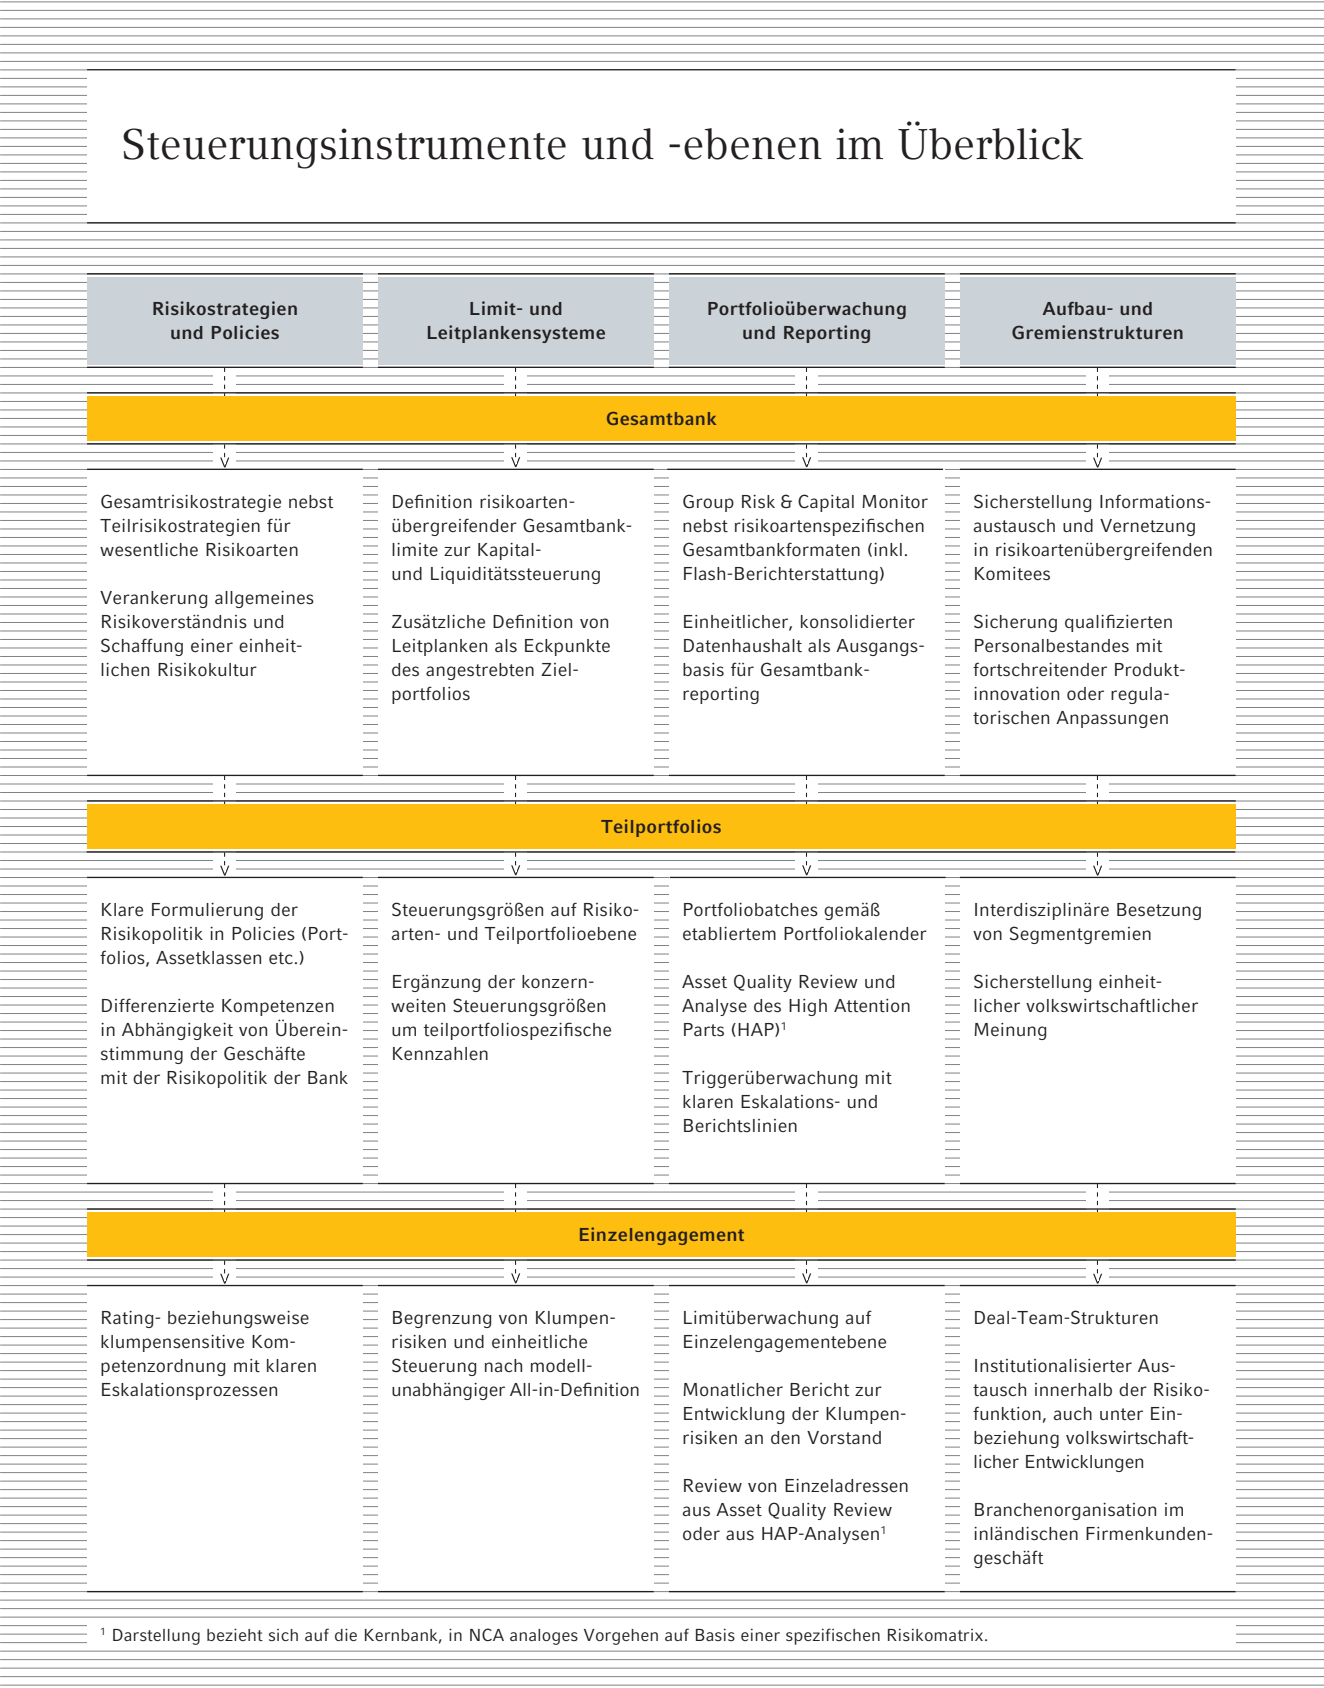 Steuerungsinstrumente und -ebenen im Überblick
Risikostrategien
und Policies
Limit- und
Leitplankensysteme
Portfolioüberwachung
und Reporting
Aufbau- und
Gremienstrukturen
Gesamtbank
Gesamtrisikostrategie nebst
Teilrisikostrategien für
wesentliche Risikoarten
Verankerung allgemeines
Risikoverständnis und
Schaffung einer einheit-
lichen Risikokultur
Definition risikoarten-
übergreifender Gesamtbank-
limite zur Kapital-
und Liquiditätssteuerung
Zusätzliche Definition von
Leitplanken als Eckpunkte
des angestrebten Ziel-
portfolios
Group Risk & Capital Monitor
nebst risikoartenspezifischen
Gesamtbankformaten (inkl.
Flash-Berichterstattung)
Einheitlicher, konsolidierter
Datenhaushalt als Ausgangs-
basis für Gesamtbank-
reporting
Sicherstellung Informations-
austausch und Vernetzung
in risikoartenübergreifenden
Komitees
Sicherung qualifizierten
Personalbestandes mit
fortschreitender Produkt-
innovation oder regula-
torischen Anpassungen
Teilportfolios
Klare Formulierung der
Risikopolitik in Policies (Port-
folios, Assetklassen etc.)
Differenzierte Kompetenzen
in Abhängigkeit von Überein-
stimmung der Geschäfte
mit der Risikopolitik der Bank
Steuerungsgrößen auf Risiko-
arten- und Teilportfolioebene
Ergänzung der konzern-
weiten Steuerungsgrößen
um teilportfoliospezifische
Kennzahlen
Portfoliobatches gemäß
etabliertem Portfoliokalender
Asset Quality Review und
Analyse des High Attention
Parts (HAP)¹
Triggerüberwachung mit
klaren Eskalations- und
Berichtslinien
Interdisziplinäre Besetzung
von Segmentgremien
Sicherstellung einheit-
licher volkswirtschaftlicher
Meinung
Einzelengagement
Rating- beziehungsweise
klumpensensitive Kom-
petenzordnung mit klaren
Eskalationsprozessen
Begrenzung von Klumpen-
risiken und einheitliche
Steuerung nach modell-
unabhängiger All-in-Definition
Limitüberwachung auf
Einzelengagementebene
Monatlicher Bericht zur
Entwicklung der Klumpen-
risiken an den Vorstand
Review von Einzeladressen
aus Asset Quality Review
oder aus HAP-Analysen¹
Deal-Team-Strukturen
Institutionalisierter Aus-
tausch innerhalb der Risiko-
funktion, auch unter Ein-
beziehung volkswirtschaft-
licher Entwicklungen
Branchenorganisation im
inländischen Firmenkunden-
geschäft
¹ Darstellung bezieht sich auf die Kernbank, in NCA analoges Vorgehen auf Basis einer spezifischen Risikomatrix.